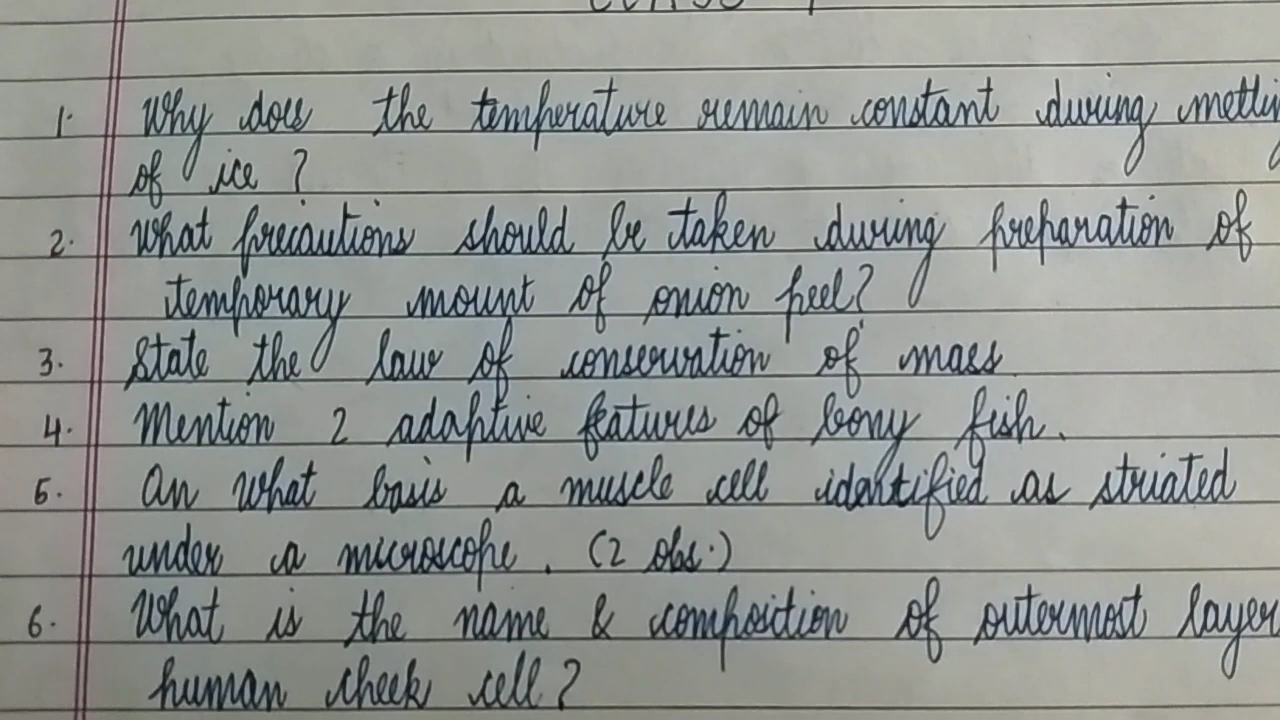 1. Why does the temperature remain constant during
of ice ?
2. What precautions should be taken during preparation of
temporary mount of onion peel?
3. State the law of conservation of mass
4. Mention 2 adaptive features of bony fish.
5. On what basis a muscle cell identified as striated
under a microscope. (2 obs.)
6. What is the name & composition of outermost layer
human cheek cell?